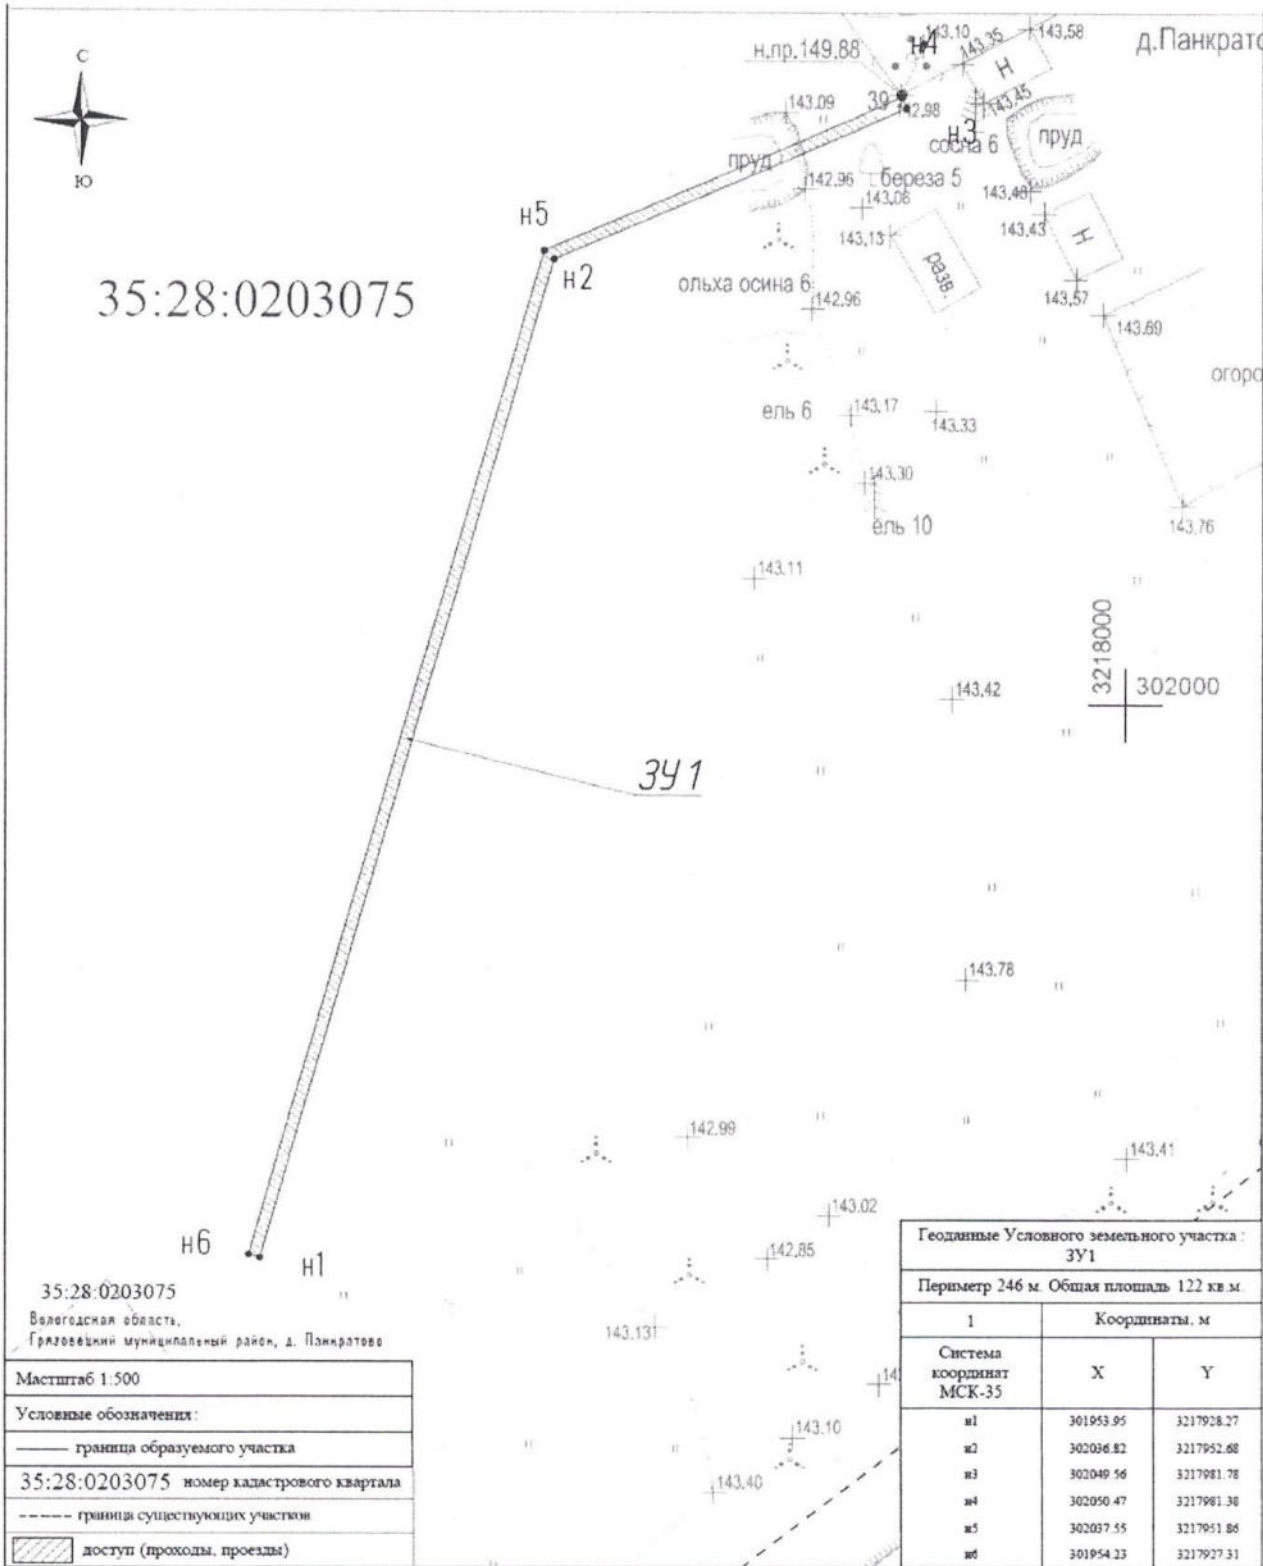 С
Ю
35:28:0203075
н.пр.149.88
143.10
н4
143.35
143.58
д.Панкрато
Н
39
142.98
143.45
143.09
н3
сосна 6
пруд
пруд
береза 5
142.96
143.06
143.48
143.43
Н
143.13
разв.
н5
н2
ольха осина 6
142.96
143.57
143.69
огоро
ель 6
143.17
143.33
143.30
ель 10
143.76
143.11
3218000
302000
143.42
ЗУ1
143.78
142.99
143.41
143.02
142.85
н6
н1
143.131
143.10
143.40
35:28:0203075
Вологодская область,
Грязовецкий муниципальный район, д. Панкратово
Мастштаб 1:500
Условные обозначения:
граница образуемого участка
35:28:0203075 номер кадастрового квартала
граница существующих участков
доступ (проходы, проезды)
Геоданные Условного земельного участка :
ЗУ1
Периметр 246 м. Общая площадь 122 кв.м.
1 Координаты, м
Система координат МСК-35 X Y
н1 301953.95 3217928.27
н2 302036.82 3217952.68
н3 302049.56 3217981.78
н4 302050.47 3217981.38
н5 302037.55 3217951.86
н6 301954.23 3217927.31